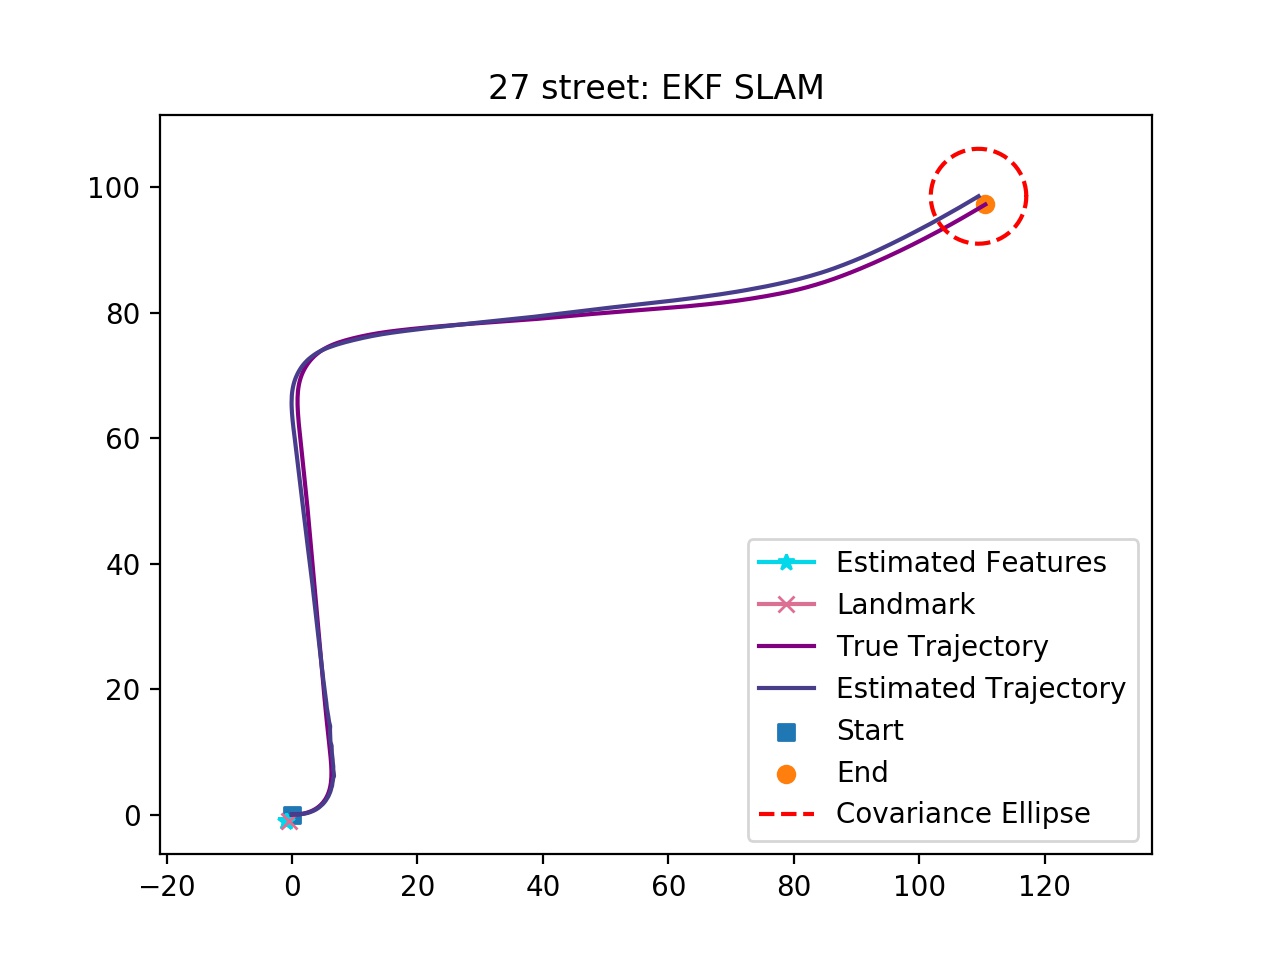 27 street: EKF SLAM
100
80
60
40
20
0
Estimated Features
Landmark
True Trajectory
Estimated Trajectory
Start
End
Covariance Ellipse
−20 0 20 40 60 80 100 120